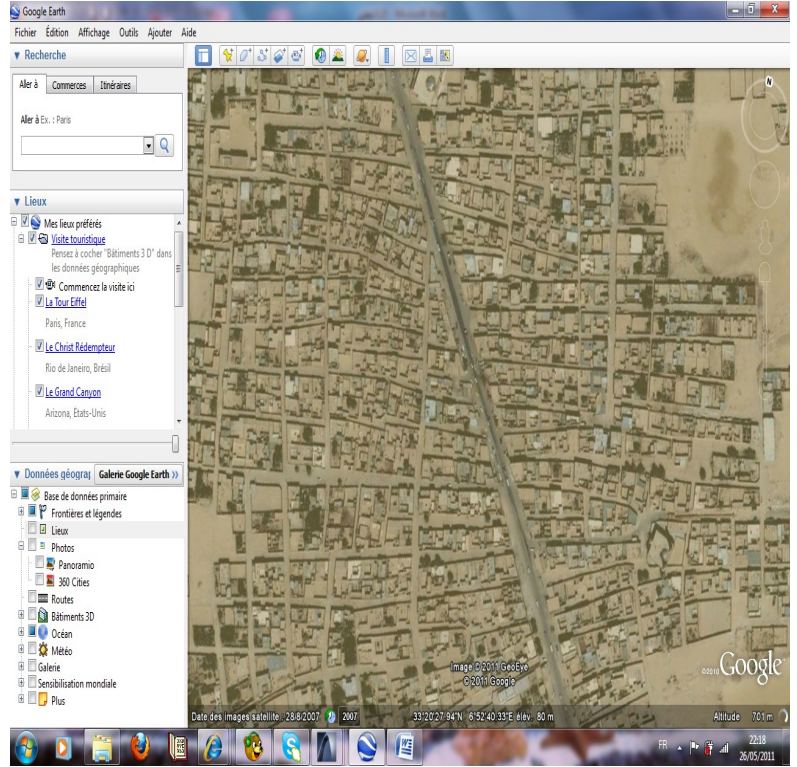 Google Earth
Fichier Édition Affichage Outils Ajouter Aide
Recherche
Aller à Commerces Itinéraires
Aller à Ex. : Paris
Lieux
Mes lieux préférés
Visite touristique
Pensez à cocher "Bâtiments 3 D" dans
les données géographiques
Commencez la visite ici
La Tour Eiffel
Paris, France
Le Christ Rédempteur
Rio de Janeiro, Brésil
Le Grand Canyon
Arizona, États-Unis
Données géograp Galerie Google Earth »
Base de données primaire
Frontières et légendes
Lieux
Photos
Panoramio
360 Cities
Routes
Bâtiments 3D
Océan
Météo
Galerie
Sensibilisation mondiale
Plus
N
Image © 2011 GeoEye
© 2011 Google
©2010 Google
Date des images satellite : 28/8/2007 2007 33°20'27.94"N 6°52'40.33"E élév. 80 m Altitude 701 m
FR 22:18
26/05/2011